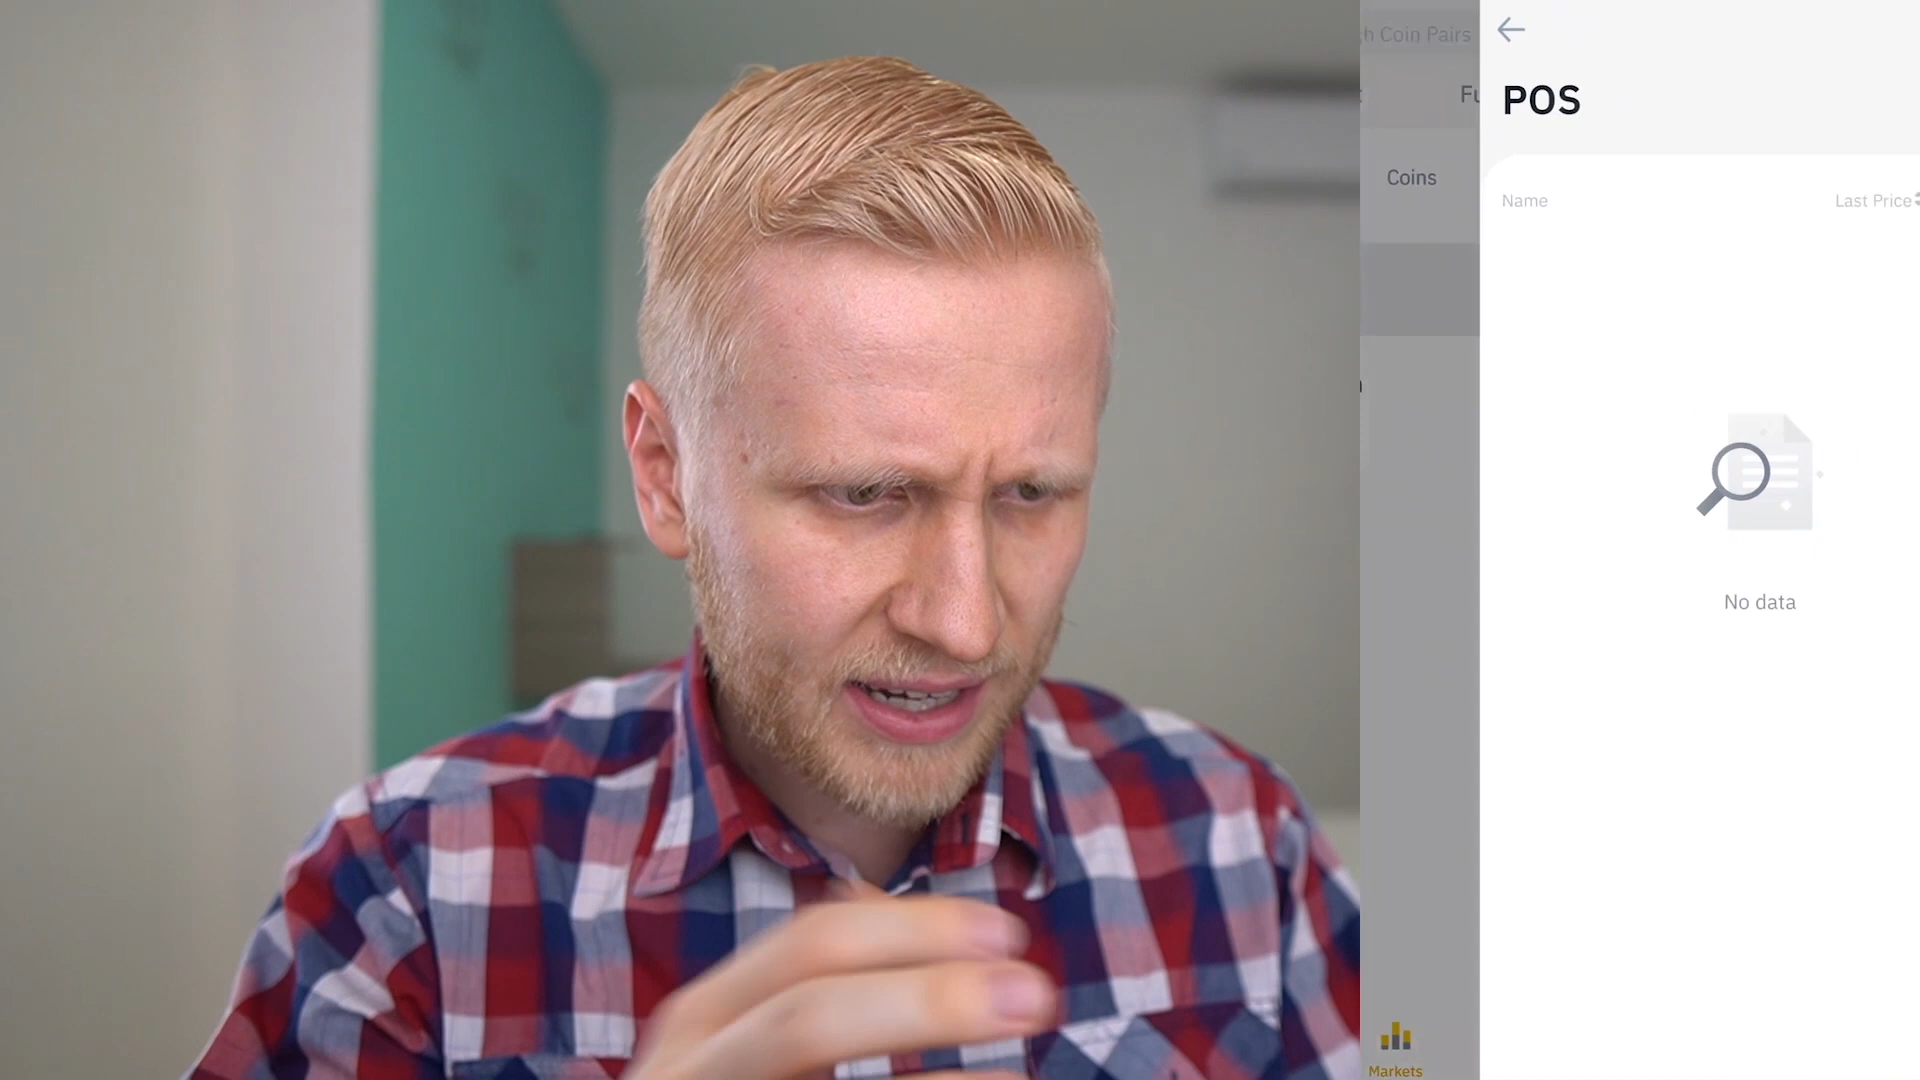 Coin Pairs
Coins
Markets
POS
Name
Last Price
No data